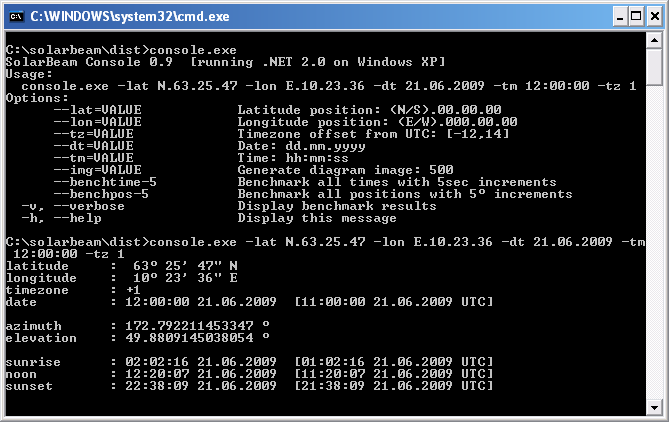 C:\WINDOWS\system32\cmd.exe
C:\solarbeam\dist>console.exe
SolarBeam Console 0.9  [running .NET 2.0 on Windows XP]
Usage:
  console.exe -lat N.63.25.47 -lon E.10.23.36 -dt 21.06.2009 -tm 12:00:00 -tz 1
Options:
      --lat=VALUE            Latitude position: (N/S).00.00.00
      --lon=VALUE            Longitude position: (E/W).000.00.00
      --tz=VALUE             Timezone offset from UTC: [-12,14]
      --dt=VALUE             Date: dd.mm.yyyy
      --tm=VALUE             Time: hh:mm:ss
      --img=VALUE            Generate diagram image: 500
      --benchtime-5          Benchmark all times with 5sec increments
      --benchpos-5           Benchmark all positions with 5º increments
  -v, --verbose              Display benchmark results
  -h, --help                 Display this message
C:\solarbeam\dist>console.exe -lat N.63.25.47 -lon E.10.23.36 -dt 21.06.2009 -tm
 12:00:00 -tz 1
latitude     :  63º 25' 47" N
longitude    :  10º 23' 36" E
timezone     : +1
date         : 12:00:00 21.06.2009  [11:00:00 21.06.2009 UTC]
azimuth      : 172.792211453347 º
elevation    : 49.8809145038054 º
sunrise      : 02:02:16 21.06.2009  [01:02:16 21.06.2009 UTC]
noon         : 12:20:07 21.06.2009  [11:20:07 21.06.2009 UTC]
sunset       : 22:38:09 21.06.2009  [21:38:09 21.06.2009 UTC]